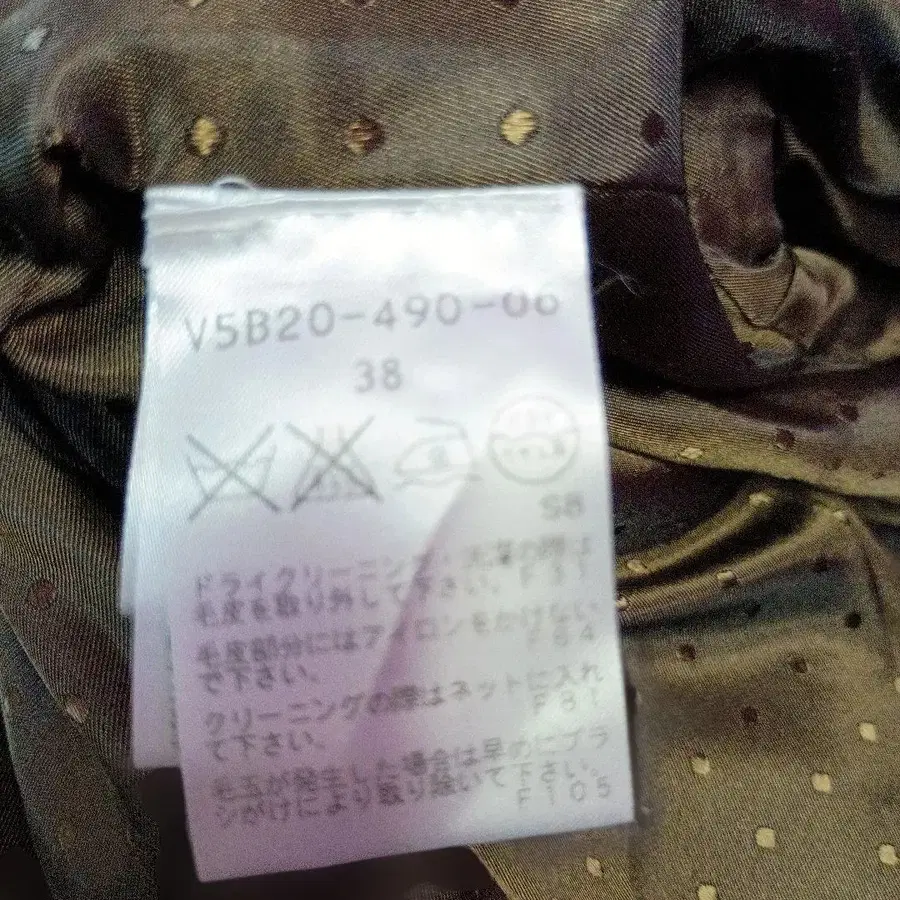 V5B20-490-06
38
S8
ドライクリーニング・洗濯の際は
毛皮を取り外して下さい。 F51
毛皮部分にはアイロンをかけない
で下さい。 F64
クリーニングの際はネットに入れ
て下さい。 F81
毛玉が発生した場合は早めにブラ
シがけにより取り除いて下さい。
F105